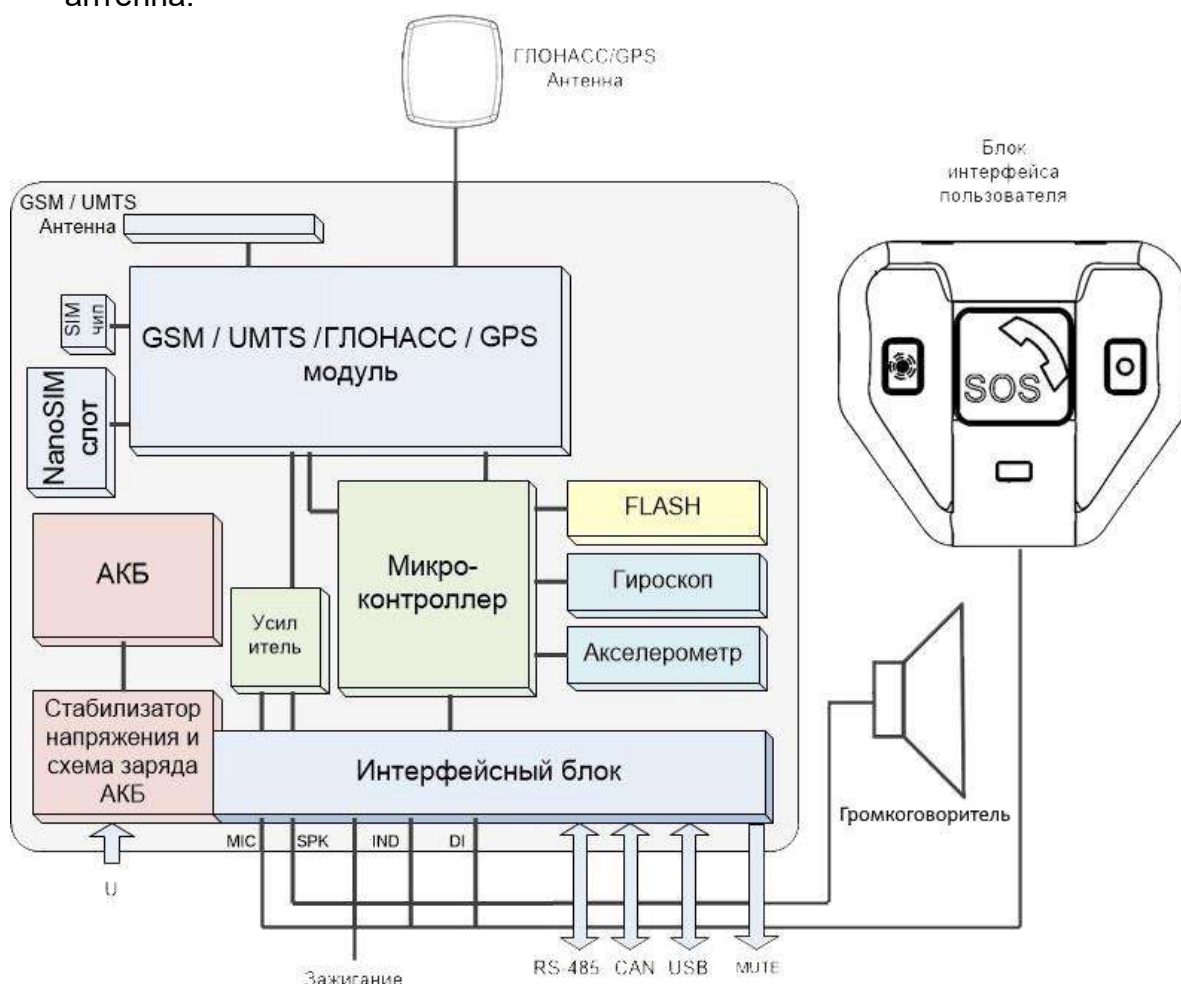 антенна.
ГЛОНАСС/GPS
Антенна
Блок
интерфейса
пользователя
GSM / UMTS
Антенна
SIM
чип
GSM / UMTS /ГЛОНАСС / GPS
модуль
NanoSIM
слот
SOS
FLASH
АКБ
Микро-
контроллер
Гироскоп
Усил
итель
Акселерометр
Стабилизатор
напряжения и
схема заряда
АКБ
Интерфейсный блок
Громкоговоритель
MIC
SPK
IND
DI
U
RS-485
CAN
USB
MUTE
Зажигание